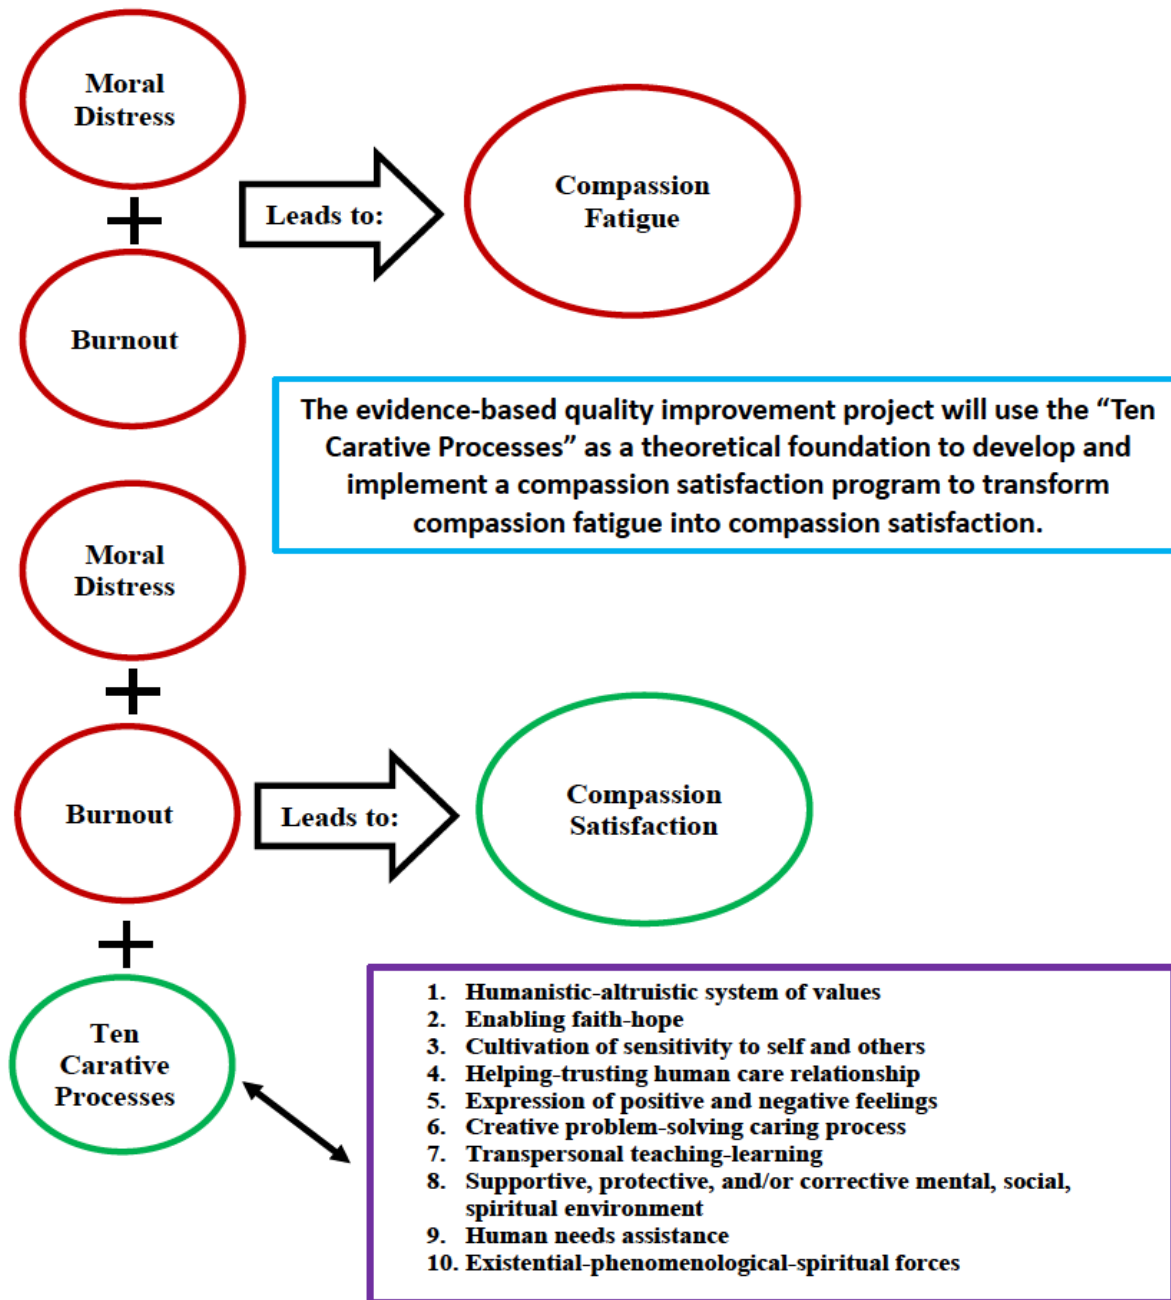 Moral
Distress
+
Burnout
Leads to:
Compassion
Fatigue
The evidence-based quality improvement project will use the “Ten
Carative Processes” as a theoretical foundation to develop and
implement a compassion satisfaction program to transform
compassion fatigue into compassion satisfaction.
Moral
Distress
+
Burnout
+
Ten
Carative
Processes
Leads to:
Compassion
Satisfaction
1. Humanistic-altruistic system of values
2. Enabling faith-hope
3. Cultivation of sensitivity to self and others
4. Helping-trusting human care relationship
5. Expression of positive and negative feelings
6. Creative problem-solving caring process
7. Transpersonal teaching-learning
8. Supportive, protective, and/or corrective mental, social,
spiritual environment
9. Human needs assistance
10. Existential-phenomenological-spiritual forces